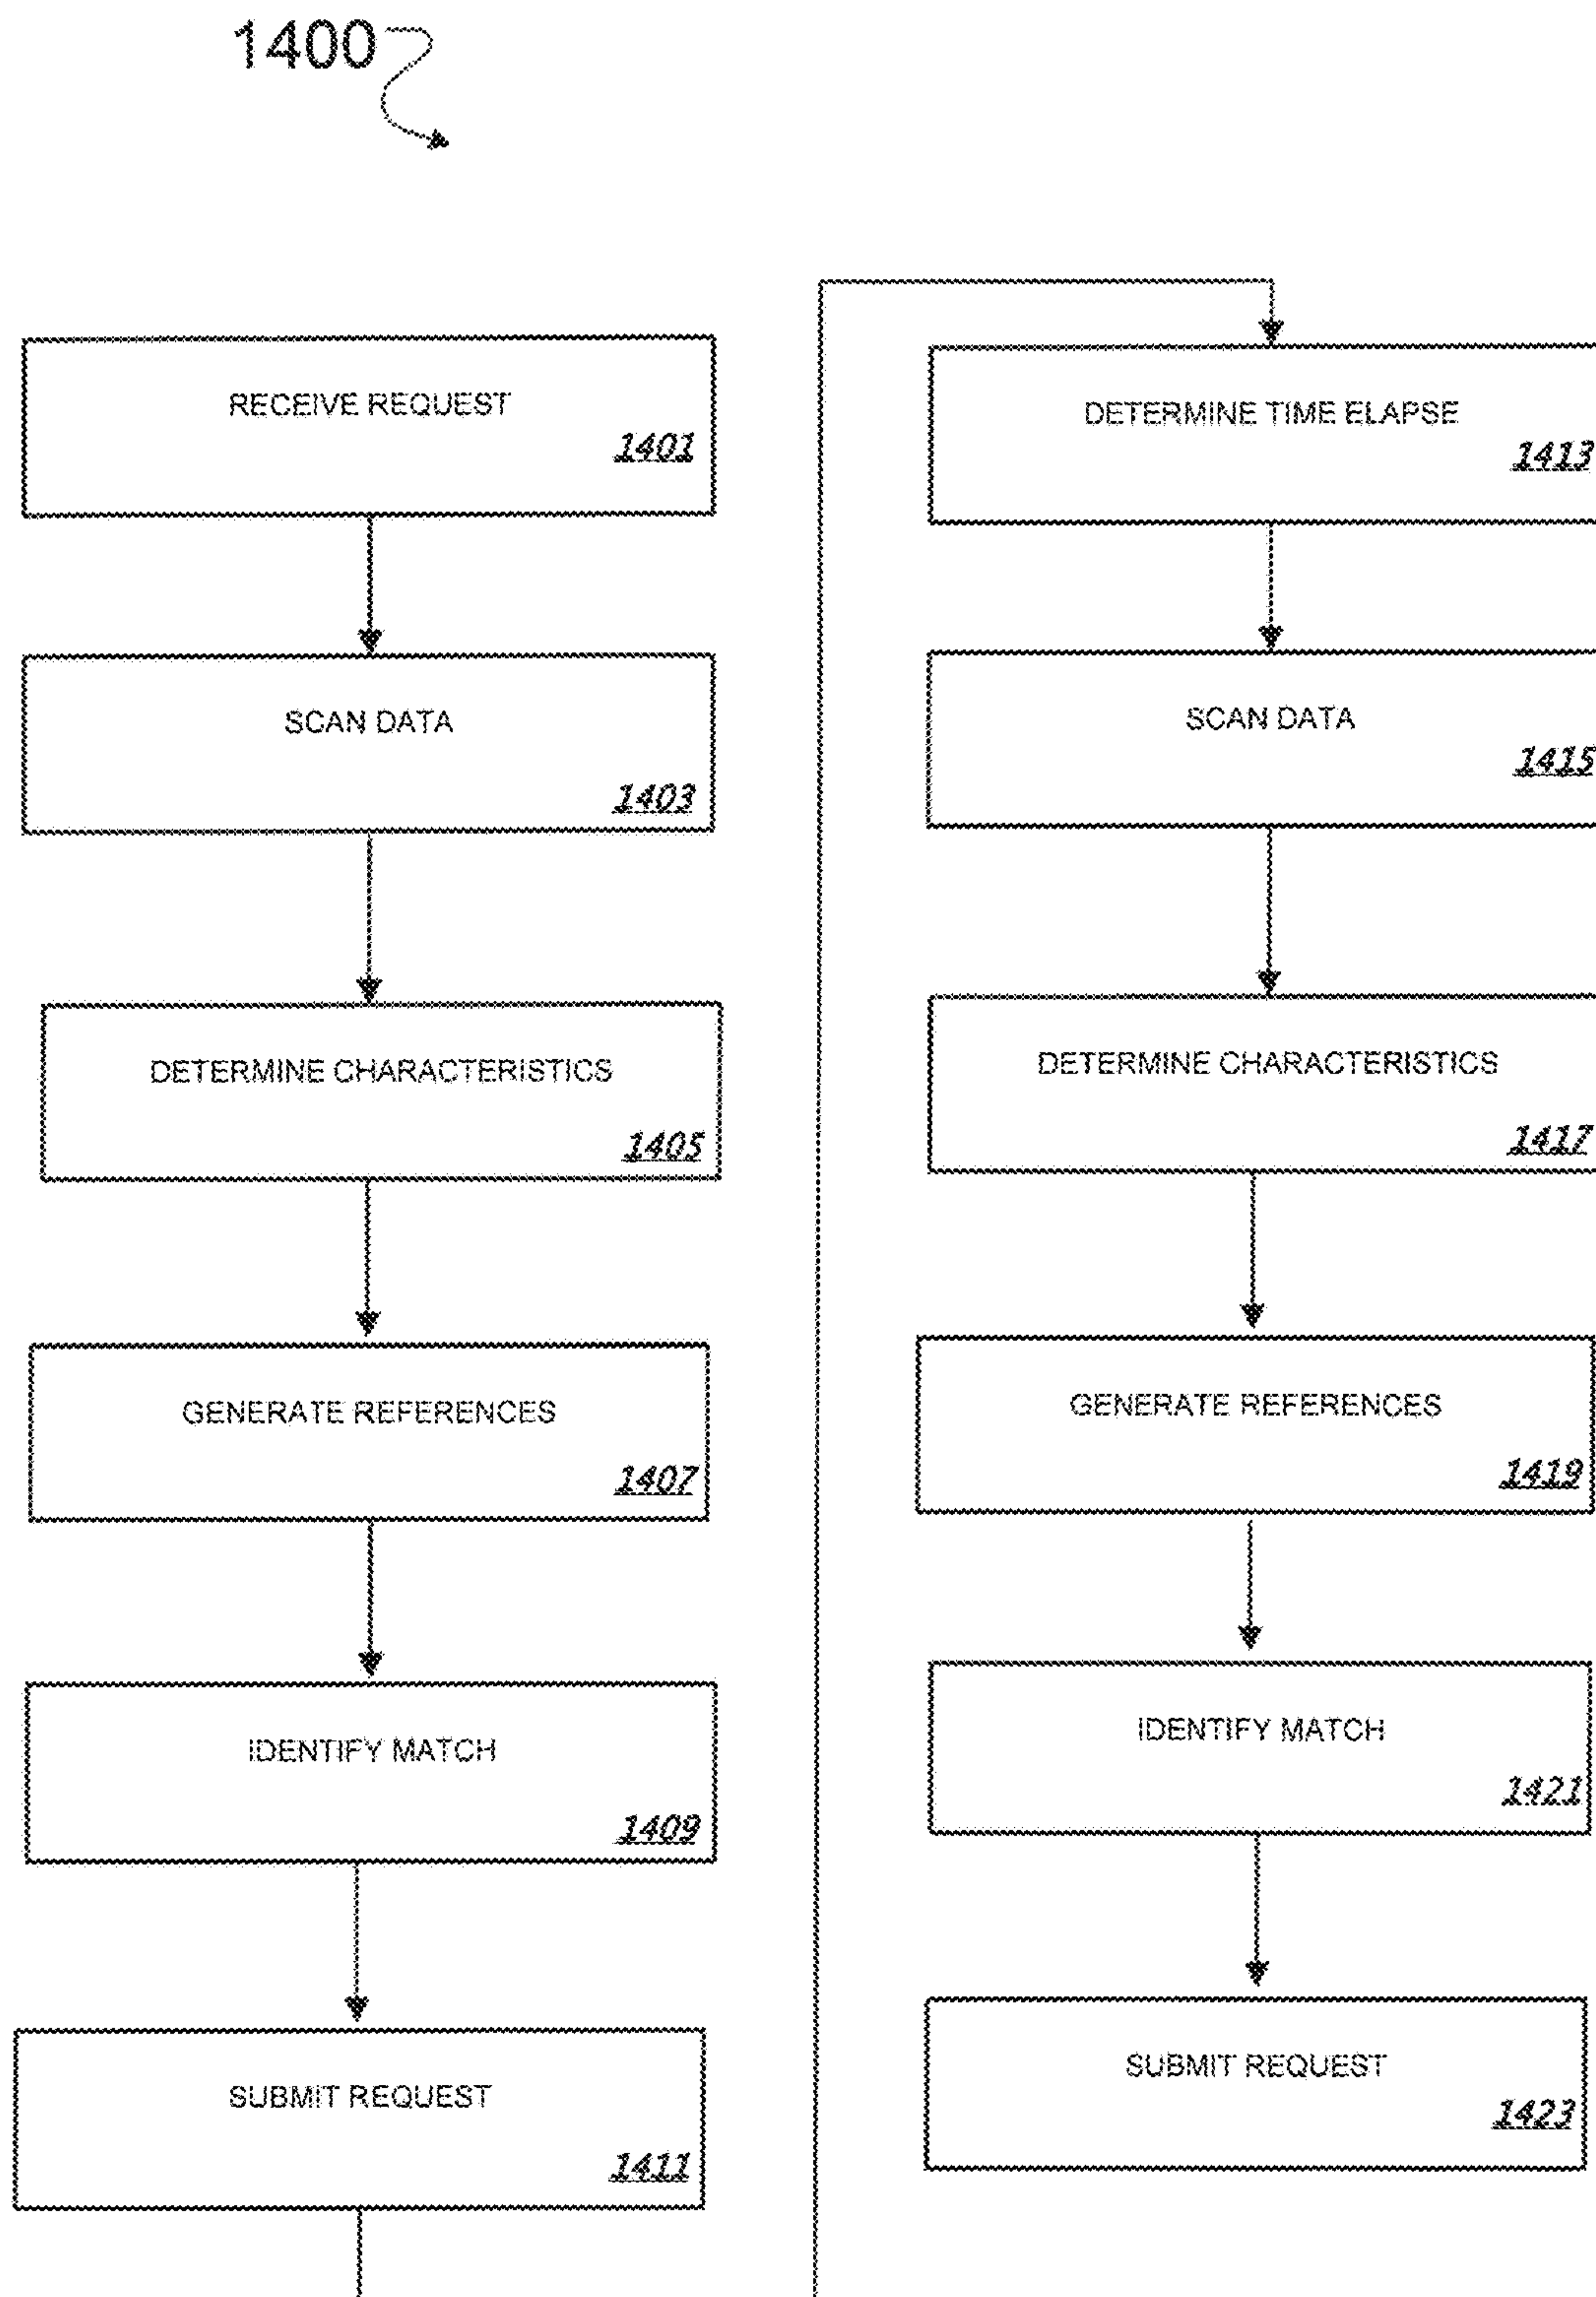 1400
RECEIVE REQUEST
1401
SCAN DATA
1403
DETERMINE CHARACTERISTICS
1405
GENERATE REFERENCES
1407
IDENTIFY MATCH
1409
SUBMIT REQUEST
1411
DETERMINE TIME ELAPSE
1413
SCAN DATA
1415
DETERMINE CHARACTERISTICS
1417
GENERATE REFERENCES
1419
IDENTIFY MATCH
1421
SUBMIT REQUEST
1423